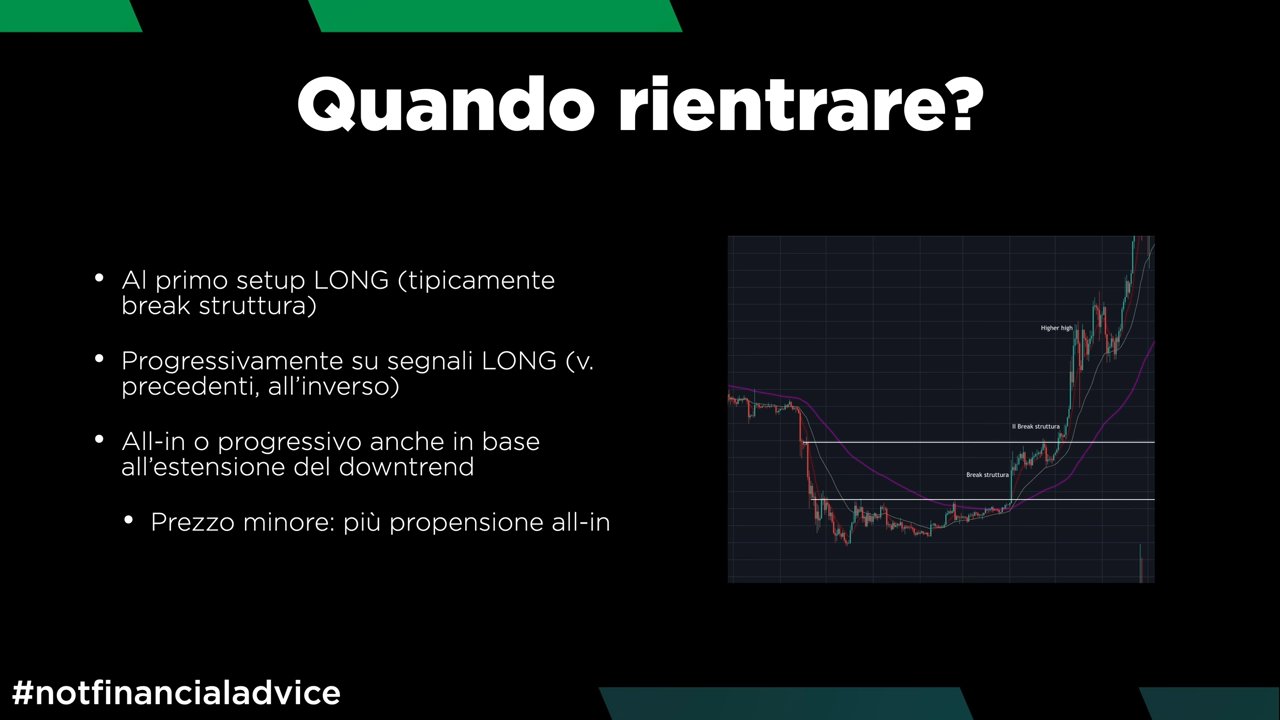 Quando rientrare?
• Al primo setup LONG (tipicamente
break struttura)
• Progressivamente su segnali LONG (v.
precedenti, all’inverso)
• All-in o progressivo anche in base
all’estensione del downtrend
• Prezzo minore: più propensione all-in
Higher high
II Break struttura
Break struttura
#notfinancialadvice